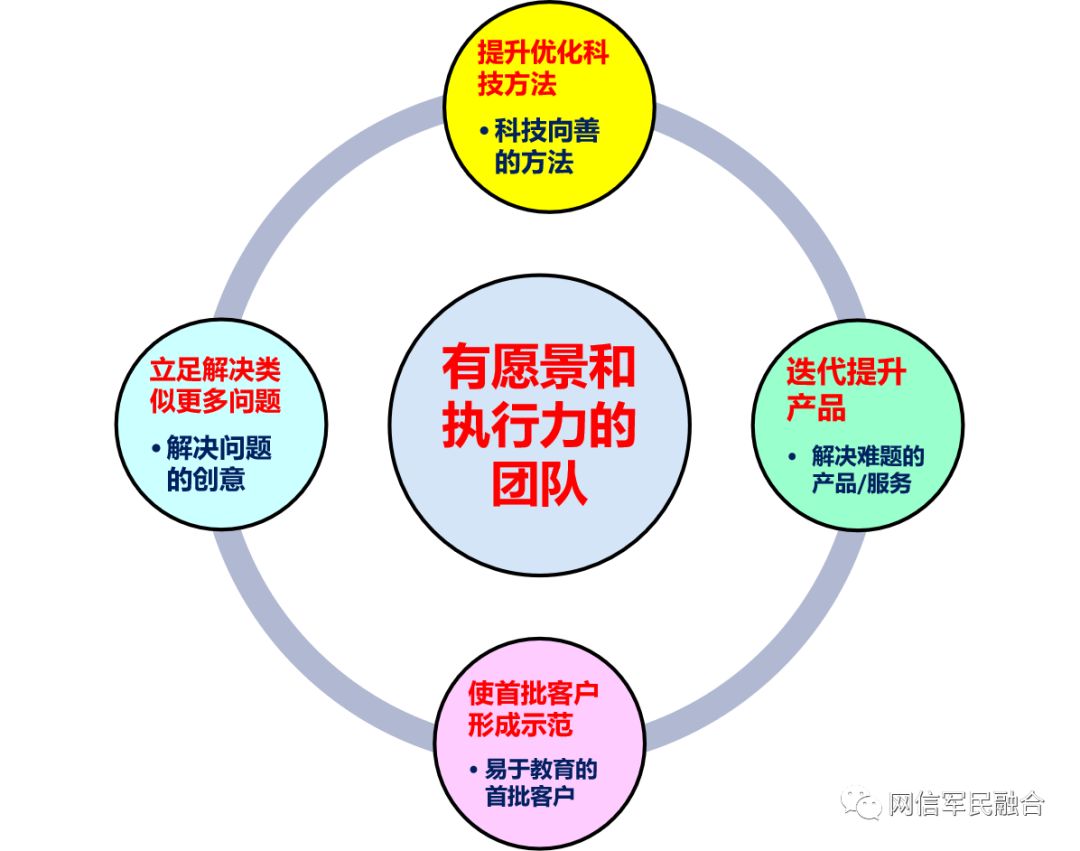 提升优化科
技方法
•科技向善
的方法
立足解决类
似更多问题
•解决问题
的创意
有愿景和
执行力的
团队
迭代提升
产品
• 解决难题的
产品/服务
使首批客户
形成示范
•易于教育的
首批客户
网信军民融合